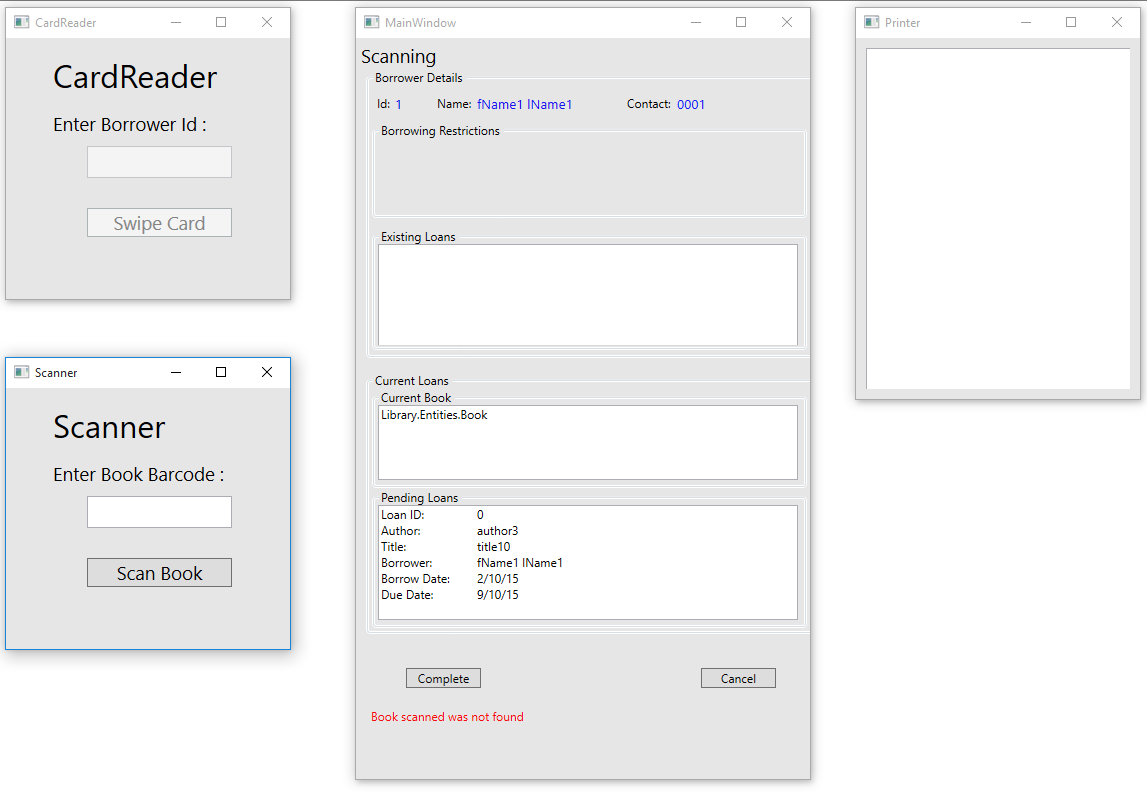 CardReader
CardReader
Enter Borrower Id :
Swipe Card
Scanner
Scanner
Enter Book Barcode :
Scan Book
MainWindow
Scanning
Borrower Details
Id: 1 Name: fName1 lName1 Contact: 0001
Borrowing Restrictions
Existing Loans
Current Loans
Current Book
Library.Entities.Book
Pending Loans
Loan ID: 0
Author: author3
Title: title10
Borrower: fName1 lName1
Borrow Date: 2/10/15
Due Date: 9/10/15
Complete Cancel
Book scanned was not found
Printer